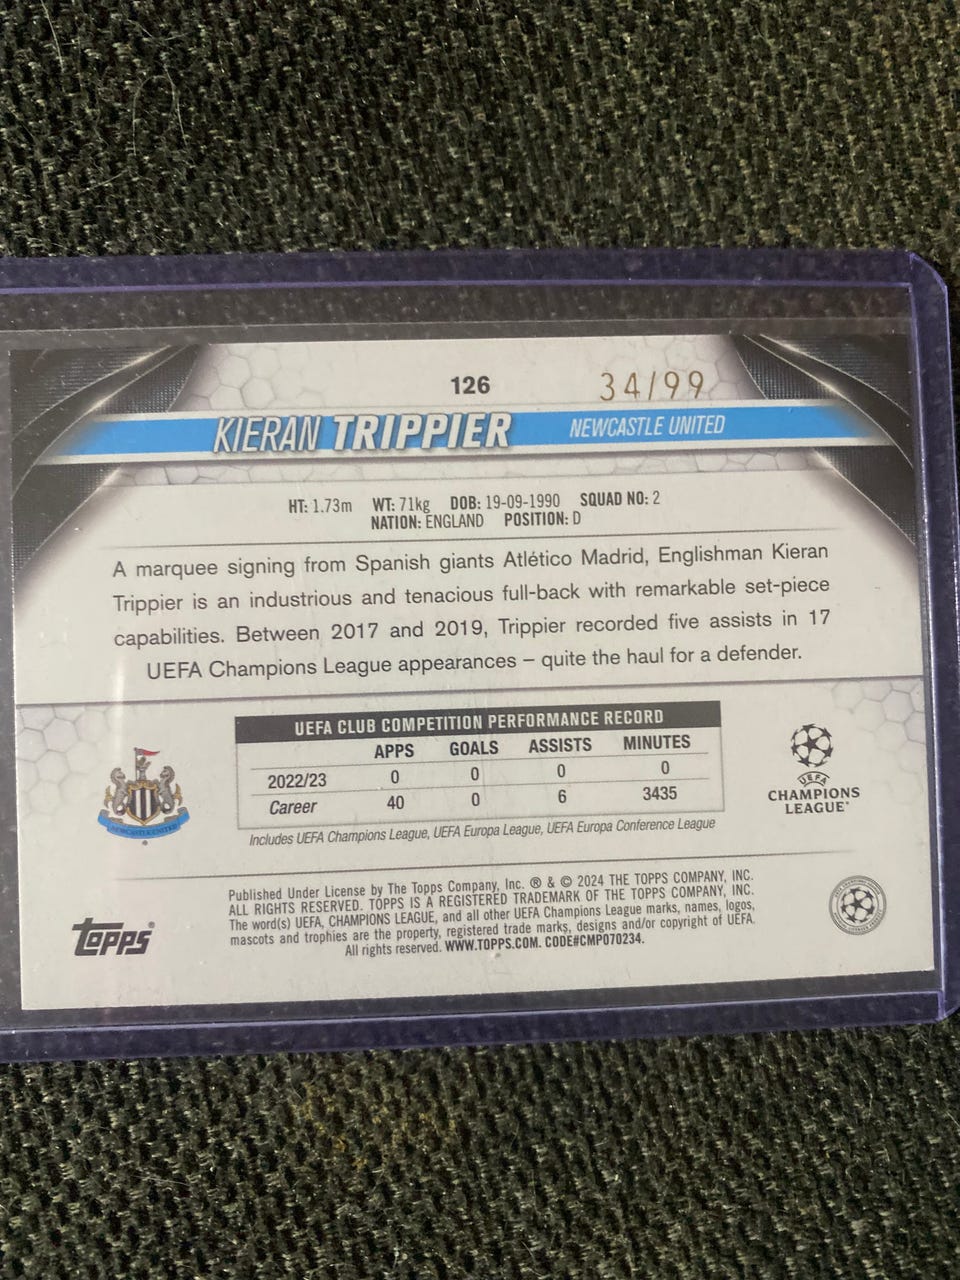 126 34/99
KIERAN TRIPPIER NEWCASTLE UNITED
HT: 1.73m WT: 71kg DOB: 19-09-1990 SQUAD NO: 2
NATION: ENGLAND POSITION: D
A marquee signing from Spanish giants Atlético Madrid, Englishman Kieran
Trippier is an industrious and tenacious full-back with remarkable set-piece
capabilities. Between 2017 and 2019, Trippier recorded five assists in 17
UEFA Champions League appearances – quite the haul for a defender.
UEFA CLUB COMPETITION PERFORMANCE RECORD
APPS GOALS ASSISTS MINUTES
2022/23 0 0 0 0
Career 40 0 6 3435
Includes UEFA Champions League, UEFA Europa League, UEFA Europa Conference League
NEWCASTLE UNITED
UEFA
CHAMPIONS
LEAGUE®
Published Under License by The Topps Company, Inc. ® & © 2024 THE TOPPS COMPANY, INC.
ALL RIGHTS RESERVED. TOPPS IS A REGISTERED TRADEMARK OF THE TOPPS COMPANY, INC.
The word(s) UEFA, CHAMPIONS LEAGUE, and all other UEFA Champions League marks, names, logos,
mascots and trophies are the property, registered trade marks, designs and/or copyright of UEFA.
All rights reserved. WWW.TOPPS.COM. CODE#CMP070234.
topps®